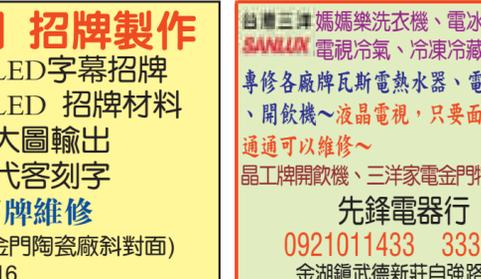 招牌製作
LED字幕招牌
LED 招牌材料
大圖輸出
代客刻字
牌維修
金門陶瓷廠斜對面)
16
台灣三洋 媽媽樂洗衣機、電冰
SANLUX 電視冷氣、冷凍冷藏
專修各廠牌瓦斯電熱水器、電
、開飲機~液晶電視，只要面
通通可以維修~
晶工牌開飲機、三洋家電金門特
先鋒電器行
0921011433 333
金湖鎮武德新莊自強路